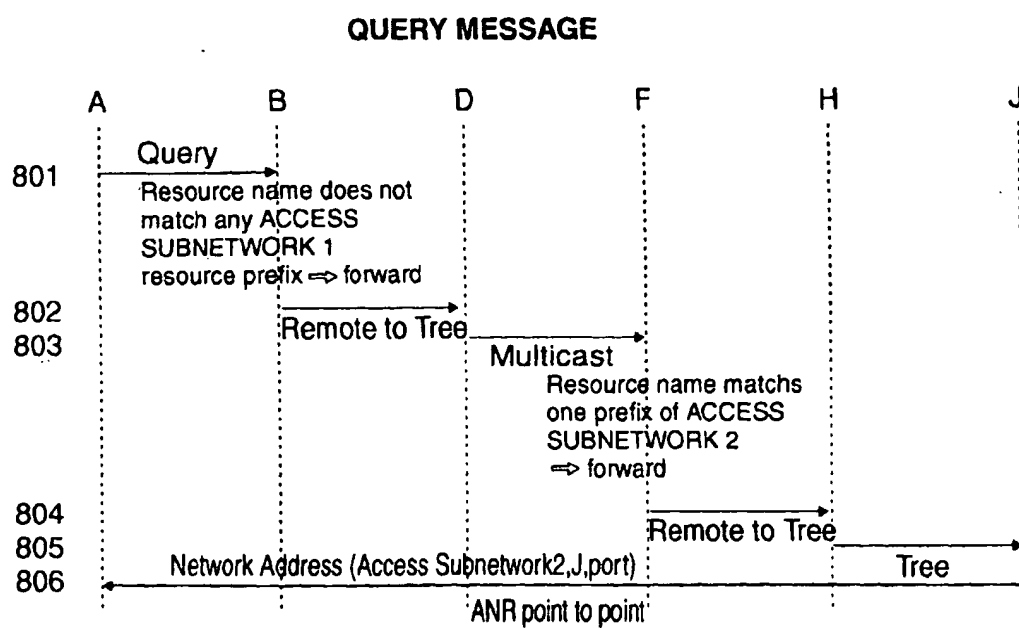 QUERY MESSAGE
A B D F H J
801 Query
Resource name does not
match any ACCESS
SUBNETWORK 1
resource prefix ⇨ forward
802 Remote to Tree
803 Multicast
Resource name matchs
one prefix of ACCESS
SUBNETWORK 2
⇨ forward
804 Remote to Tree
805 Network Address (Access Subnetwork2,J,port) Tree
806 ANR point to point